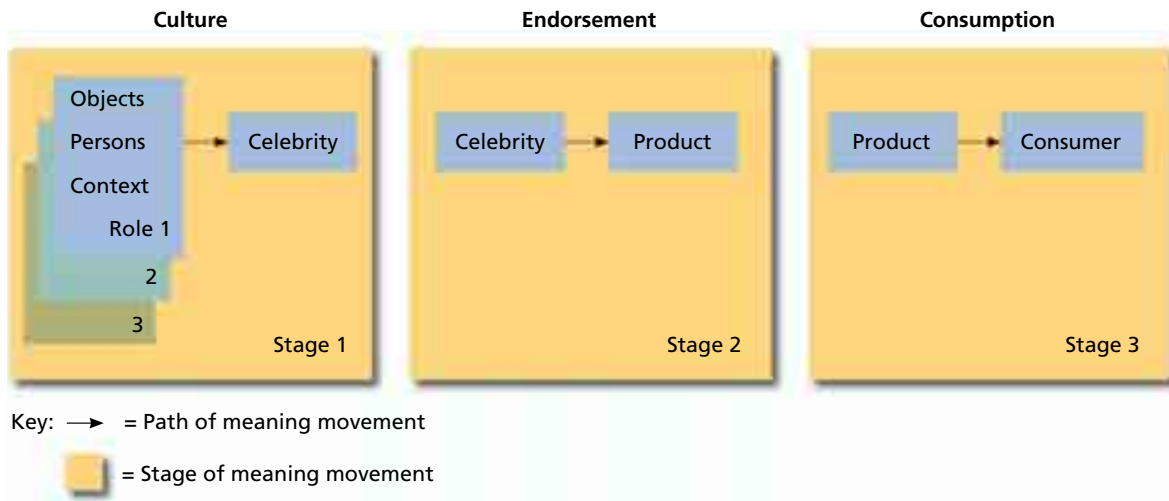 Culture
Endorsement
Consumption
Objects
Persons
Context
Role 1
2
3
Celebrity
Stage 1
Celebrity
Product
Stage 2
Product
Consumer
Stage 3
Key: → = Path of meaning movement
= Stage of meaning movement